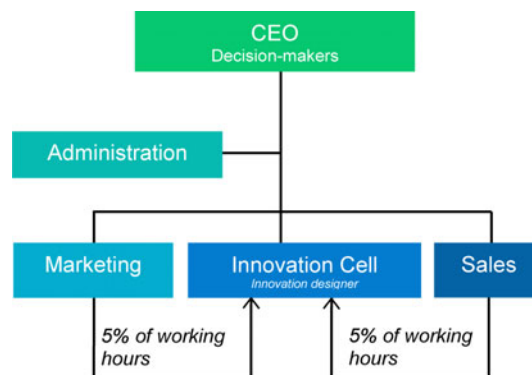 CEO
Decision-makers
Administration
Marketing
Innovation Cell
Innovation designer
Sales
5% of working
hours
5% of working
hours